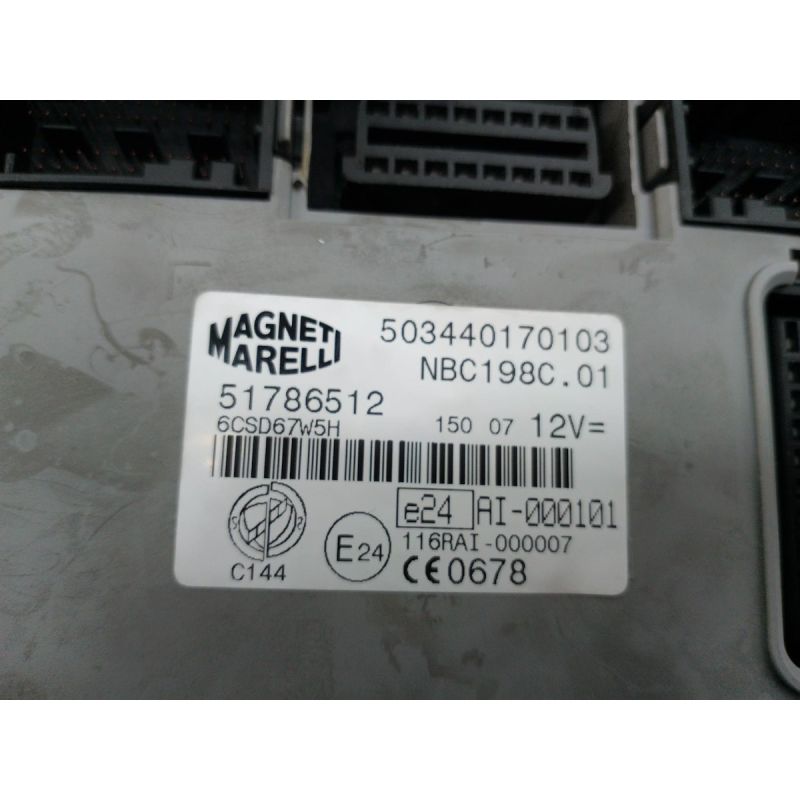 MAGNETI
MARELLI
503440170103
NBC198C.01
51786512
6CSD67W5H
150 07 12V=
e24 AI-000101
116RAI-000007
E24
CE0678
C144